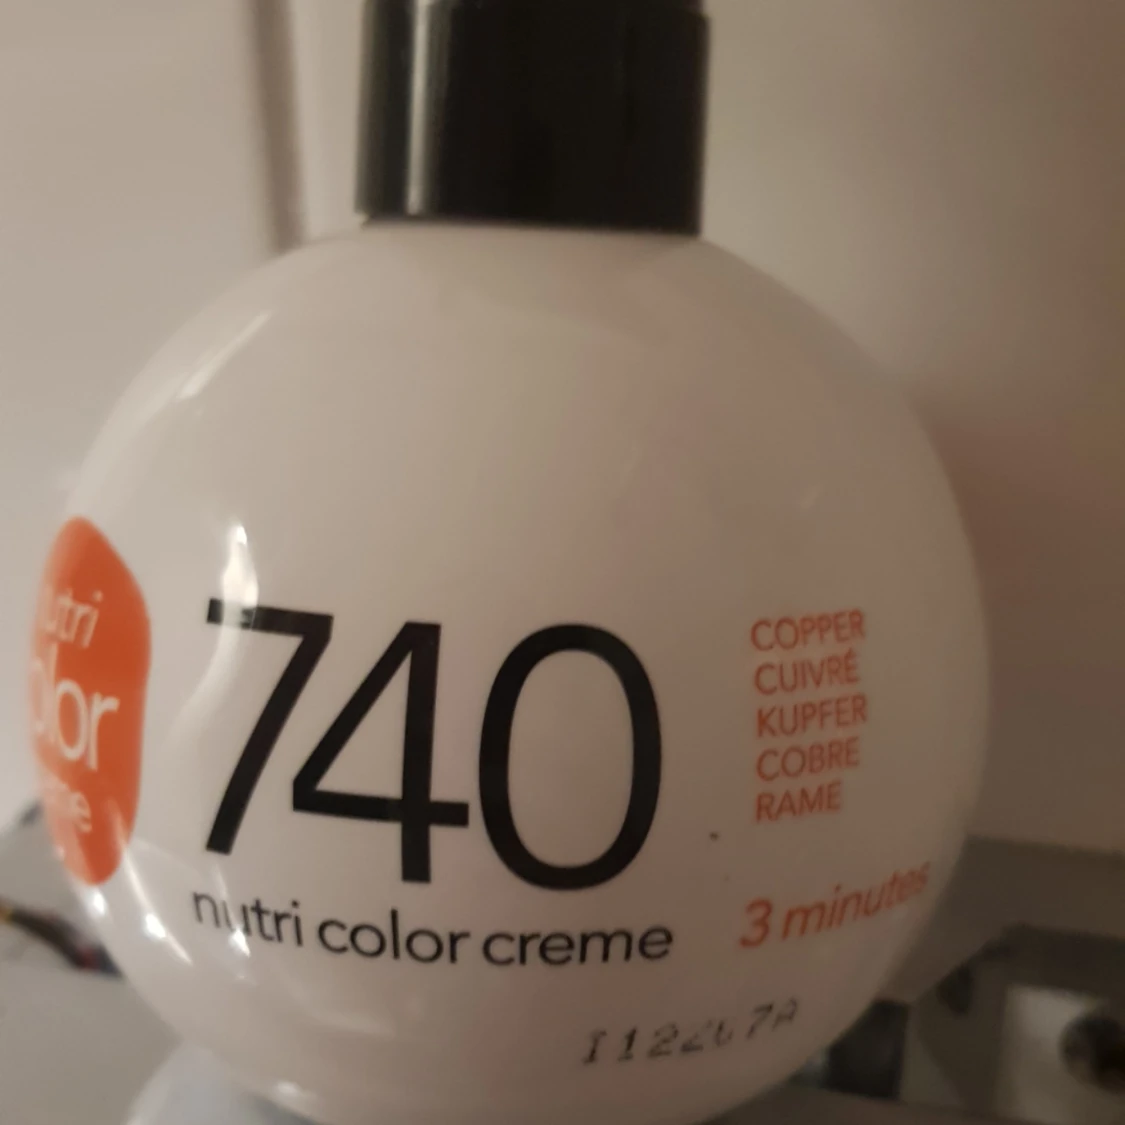 740
nutri color creme
COPPER
CUIVRÉ
KUPFER
COBRE
RAME
3 minutes